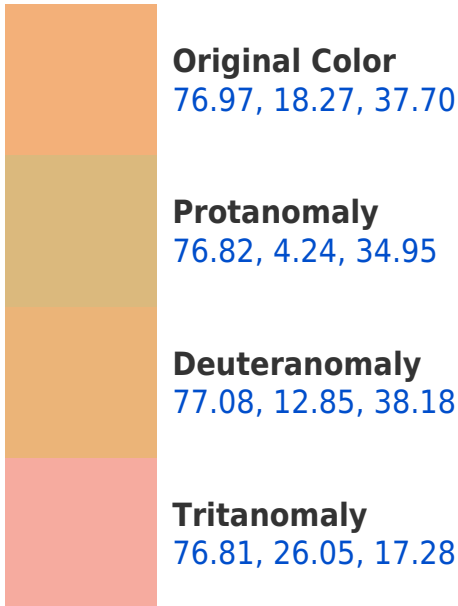 Original Color
76.97, 18.27, 37.70
Protanomaly
76.82, 4.24, 34.95
Deuteranomaly
77.08, 12.85, 38.18
Tritanomaly
76.81, 26.05, 17.28